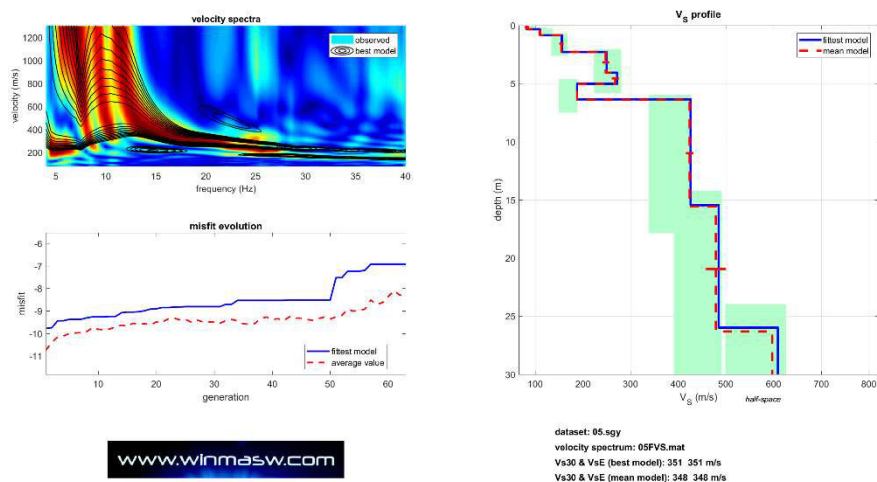 velocity spectra
1200
1000
800
600
400
200
velocity (m/s)
observed
best model
5 10 15 20 25 30 35 40
frequency (Hz)
misfit evolution
-6
-7
-8
-9
-10
-11
misfit
fittest model
average value
10 20 30 40 50 60
generation
www.winmasw.com
VS profile
0
5
10
15
20
25
30
depth (m)
fittest model
mean model
100 200 300 400 500 600 700 800
VS (m/s)
half-space
dataset: 05.sgy
velocity spectrum: 05FVS.mat
Vs30 & VsE (best model): 351 351 m/s
Vs30 & VsE (mean model): 348 348 m/s